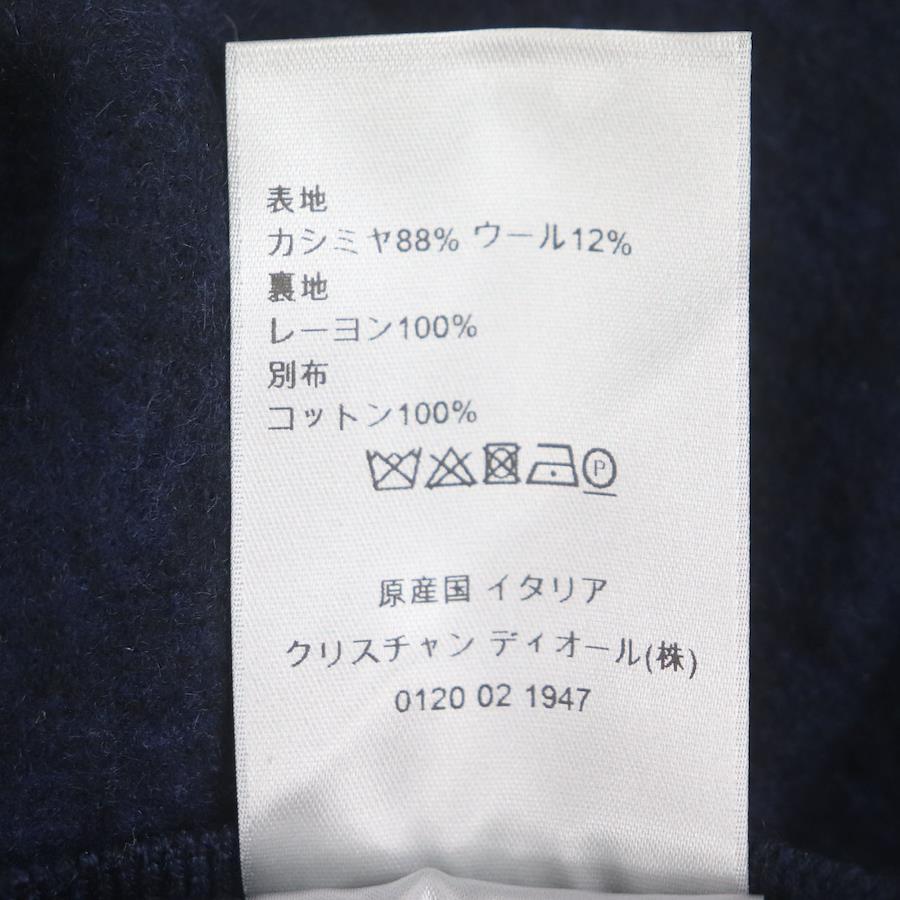 表地
カシミヤ88% ウール12%
裏地
レーヨン100%
別布
コットン100%
P
原産国 イタリア
クリスチャン ディオール(株)
0120 02 1947